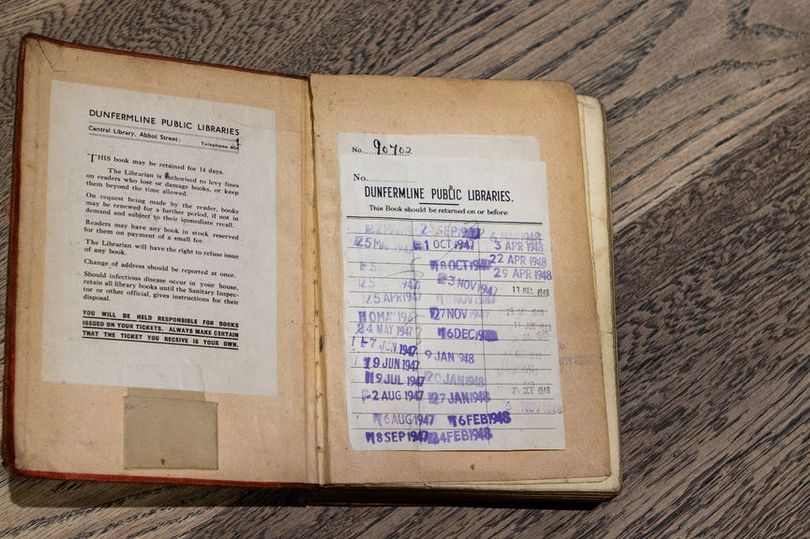 DUNFERMLINE PUBLIC LIBRARIES
Central Library, Abbot Street: Telephone
THIS book may be retained for 14 days.
The Librarian is authorised to levy fines
on readers who lose or damage books, or keep
them beyond the time allowed.
On request being made by the reader, books
may be renewed for a further period, if not in
demand and subject to their immediate recall.
Readers may have any book in stock reserved
for them on payment of a small fee.
The Librarian will have the right to refuse issue
of any book.
Change of address should be reported at once.
Should infectious disease occur in your house,
retain all library books until the Sanitary Inspec-
tor or other official, gives instructions for their
disposal.
YOU WILL BE HELD RESPONSIBLE FOR BOOKS
ISSUED ON YOUR TICKETS. ALWAYS MAKE CERTAIN
THAT THE TICKET YOU RECEIVE IS YOUR OWN.
No. 90702
No.
DUNFERMLINE PUBLIC LIBRARIES.
This Book should be returned on or before
25 APR 1947
24 MAY 1947
-7 JUN 1947
19 JUN 1947
19 JUL 1947
-2 AUG 1947
16 AUG 1947
18 SEP 1947
1 OCT 1947
18 OCT 1947
-3 NOV 1947
27 NOV 1947
16 DEC
9 JAN 1948
20 JAN 1948
27 JAN 1948
16 FEB 1948
24 FEB 1948
3 APR 1948
22 APR 1948
29 APR 1948